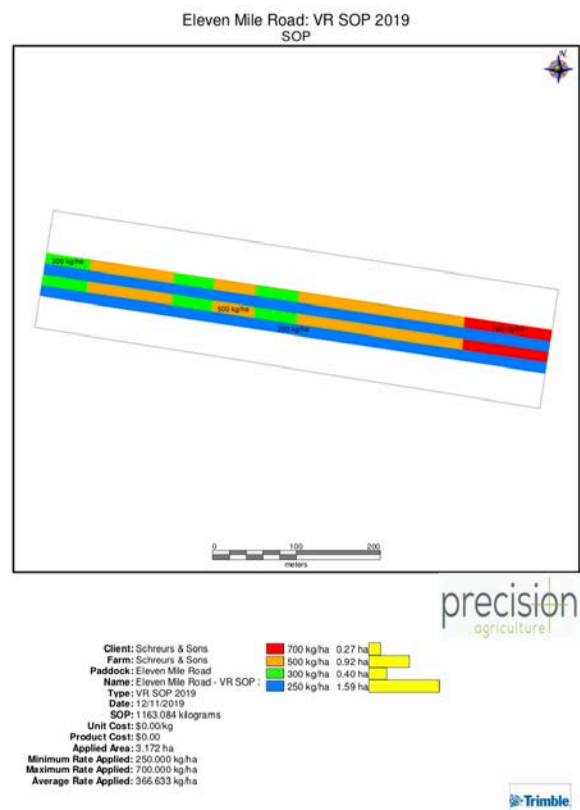 Eleven Mile Road: VR SOP 2019
SOP
N
300 kg/ha
500 kg/ha
250 kg/ha
700 kg/ha
0 100 200
meters
precision
agriculture
Client: Schreurs & Sons
Farm: Schreurs & Sons
Paddock: Eleven Mile Road
Name: Eleven Mile Road - VR SOP :
Type: VR SOP 2019
Date: 12/11/2019
SOP: 1163.084 kilograms
Unit Cost: $0.00/kg
Product Cost: $0.00
Applied Area: 3.172 ha
Minimum Rate Applied: 250.000 kg/ha
Maximum Rate Applied: 700.000 kg/ha
Average Rate Applied: 366.633 kg/ha
700 kg/ha 0.27 ha
500 kg/ha 0.92 ha
300 kg/ha 0.40 ha
250 kg/ha 1.59 ha
Trimble